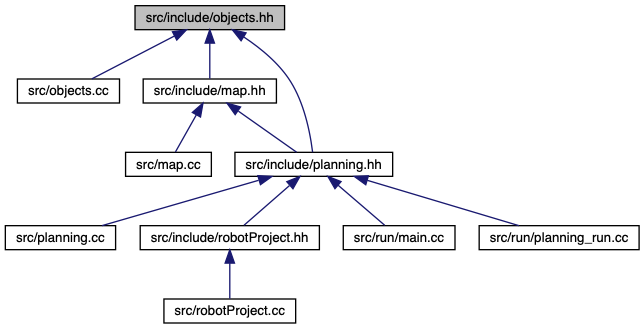 src/include/objects.hh
src/objects.cc
src/include/map.hh
src/map.cc
src/include/planning.hh
src/planning.cc
src/include/robotProject.hh
src/run/main.cc
src/run/planning_run.cc
src/robotProject.cc